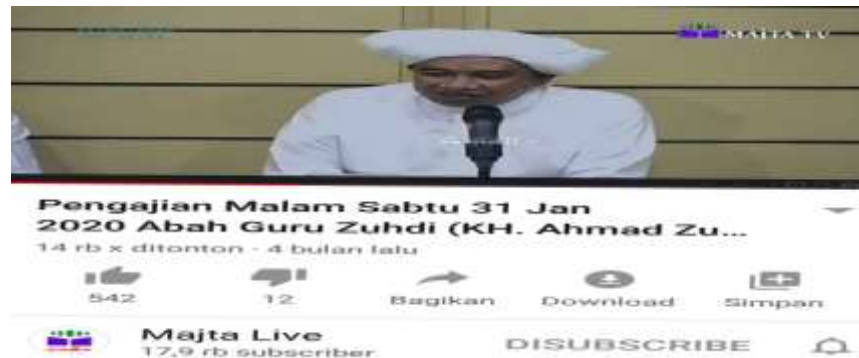 MAJTA TV
Pengajian Malam Sabtu 31 Jan
2020 Abah Guru Zuhdi (KH. Ahmad Zu...
14 rb x ditonton · 4 bulan lalu
542 12 Bagikan Download Simpan
Majta Live
17,9 rb subscriber
DISUBSCRIBE